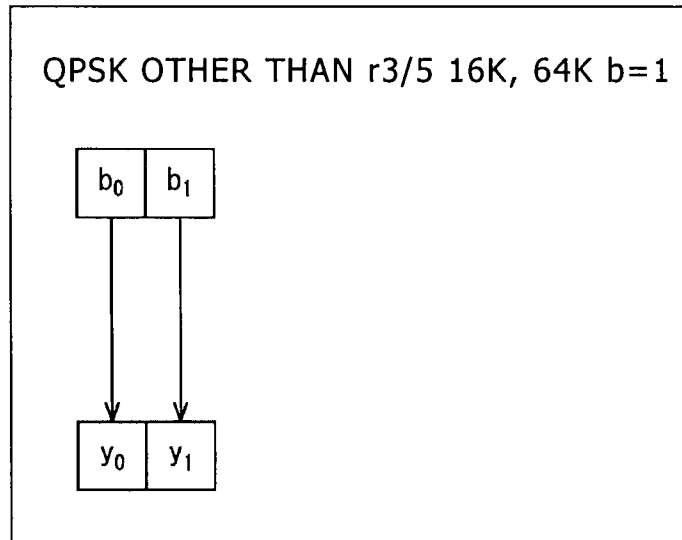 QPSK OTHER THAN r3/5 16K, 64K b=1
b₀ b₁
y₀ y₁